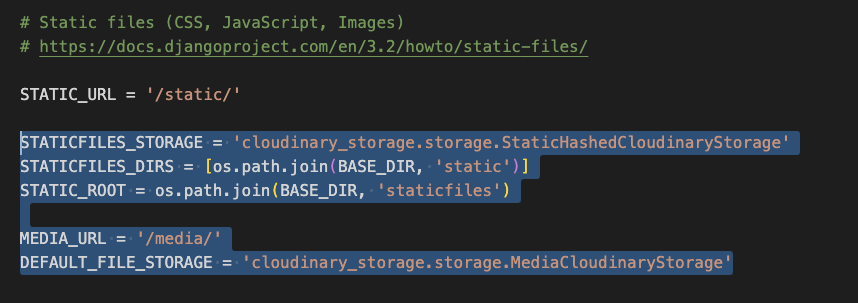 # Static files (CSS, JavaScript, Images)
# https://docs.djangoproject.com/en/3.2/howto/static-files/
STATIC_URL = '/static/'
STATICFILES_STORAGE = 'cloudinary_storage.storage.StaticHashedCloudinaryStorage'
STATICFILES_DIRS = [os.path.join(BASE_DIR, 'static')]
STATIC_ROOT = os.path.join(BASE_DIR, 'staticfiles')
MEDIA_URL = '/media/'
DEFAULT_FILE_STORAGE = 'cloudinary_storage.storage.MediaCloudinaryStorage'